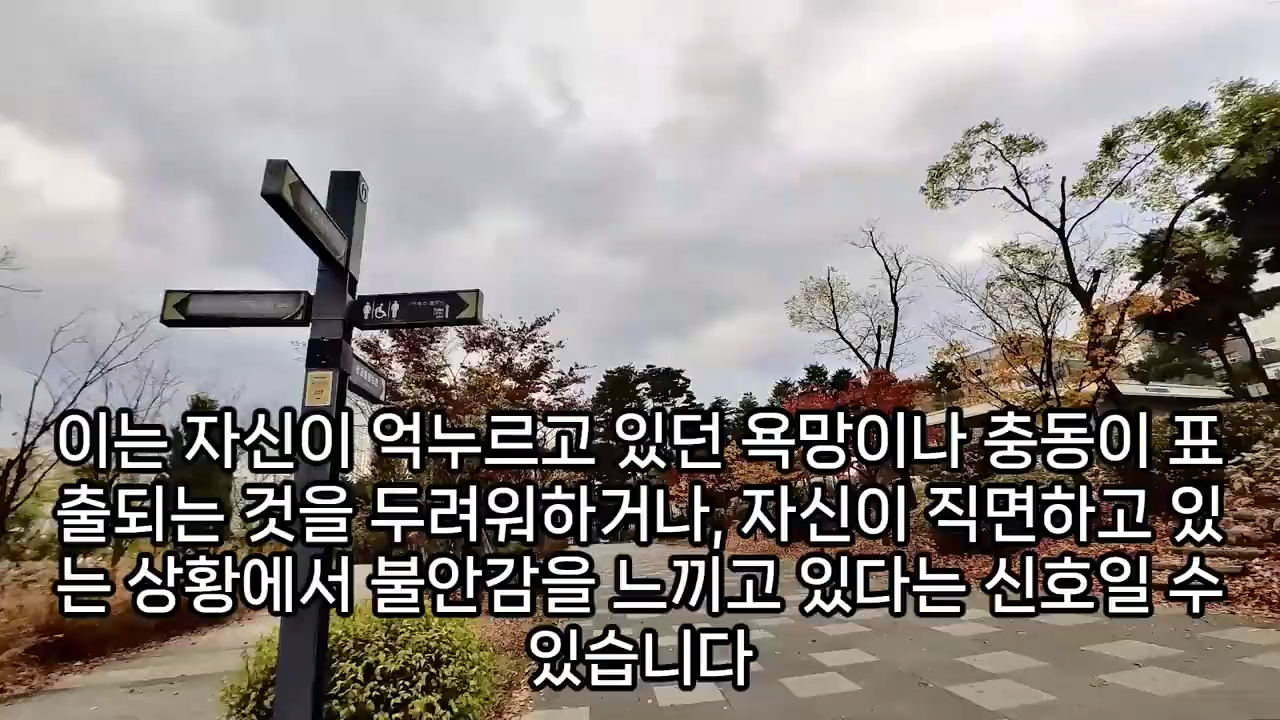 이는 자신이 억누르고 있던 욕망이나 충동이 표
출되는 것을 두려워하거나, 자신이 직면하고 있
는 상황에서 불안감을 느끼고 있다는 신호일 수
있습니다